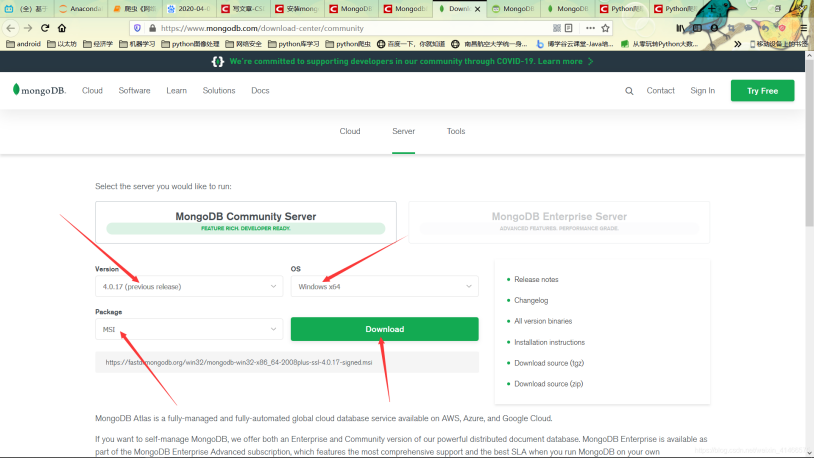 (全) 基于
Anaconda
爬虫《阿
2020-04-0
写文章-CS
安装mong
MongoDB
Mongodb
Downl
MongoDB
MongoDB
Python爬
Python爬
https://www.mongodb.com/download-center/community
android
以太坊
经济学
机器学习
python图像处理
网络安全
python库学习
python爬虫
百度一下，你就知道
南昌航空大学统一身...
博学谷云课堂-Java培...
从零玩转Python大数...
移动设备上的书签
We're committed to supporting developers in our community through COVID-19. Learn more
mongoDB.
Cloud
Software
Learn
Solutions
Docs
Contact
Sign In
Try Free
Cloud
Server
Tools
Select the server you would like to run:
MongoDB Community Server
FEATURE RICH. DEVELOPER READY.
MongoDB Enterprise Server
ADVANCED FEATURES. PERFORMANCE GRADE.
Version
OS
4.0.17 (previous release)
Windows x64
Package
MSI
Download
https://fastdl.mongodb.org/win32/mongodb-win32-x86_64-2008plus-ssl-4.0.17-signed.msi
Release notes
Changelog
All version binaries
Installation instructions
Download source (tgz)
Download source (zip)
MongoDB Atlas is a fully-managed and fully-automated global cloud database service available on AWS, Azure, and Google Cloud.
If you want to self-manage MongoDB, we offer both an Enterprise and Community version of our powerful distributed document database. MongoDB Enterprise is available as
part of the MongoDB Enterprise Advanced subscription, which features the most comprehensive support and the best SLA when you run MongoDB on your own